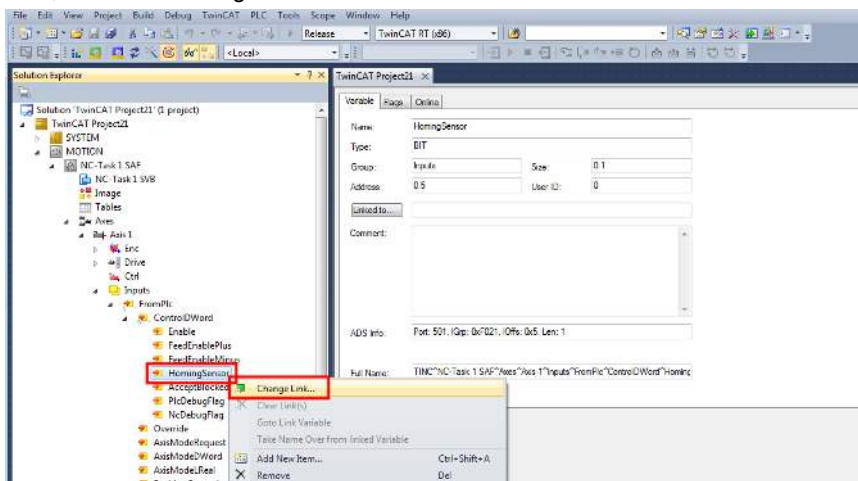 File Edit View Project Build Debug TwinCAT PLC Tools Scope Window Help
Release TwinCAT RT (x86)
<Local>
Solution Explorer
TwinCAT Project21
Solution 'TwinCAT Project21' (1 project)
TwinCAT Project21
SYSTEM
MOTION
NC-Task 1 SAF
NC-Task 1 SVB
Image
Tables
Axes
Axis 1
Enc
Drive
Ctrl
Inputs
FromPlc
ControlDWord
Enable
FeedEnablePlus
FeedEnableMinus
HomingSensor
AcceptBlocked
PlcDebugFlag
NcDebugFlag
Override
AxisModeRequest
AxisModeDWord
AxisModeLReal
Variable Flags Online
Name: HomingSensor
Type: BIT
Group: Inputs Size: 0.1
Address: 0.5 User ID: 0
Linked to...
Comment:
ADS Info: Port: 501, IGrp: 0xF021, IOffs: 0x5, Len: 1
Full Name: TINC^NC-Task 1 SAF^Axes^Axis 1^Inputs^FromPlc^ControlDWord^Homing
Change Link...
Clear Link(s)
Goto Link Variable
Take Name Over from linked Variable
Add New Item... Ctrl+Shift+A
Remove Del